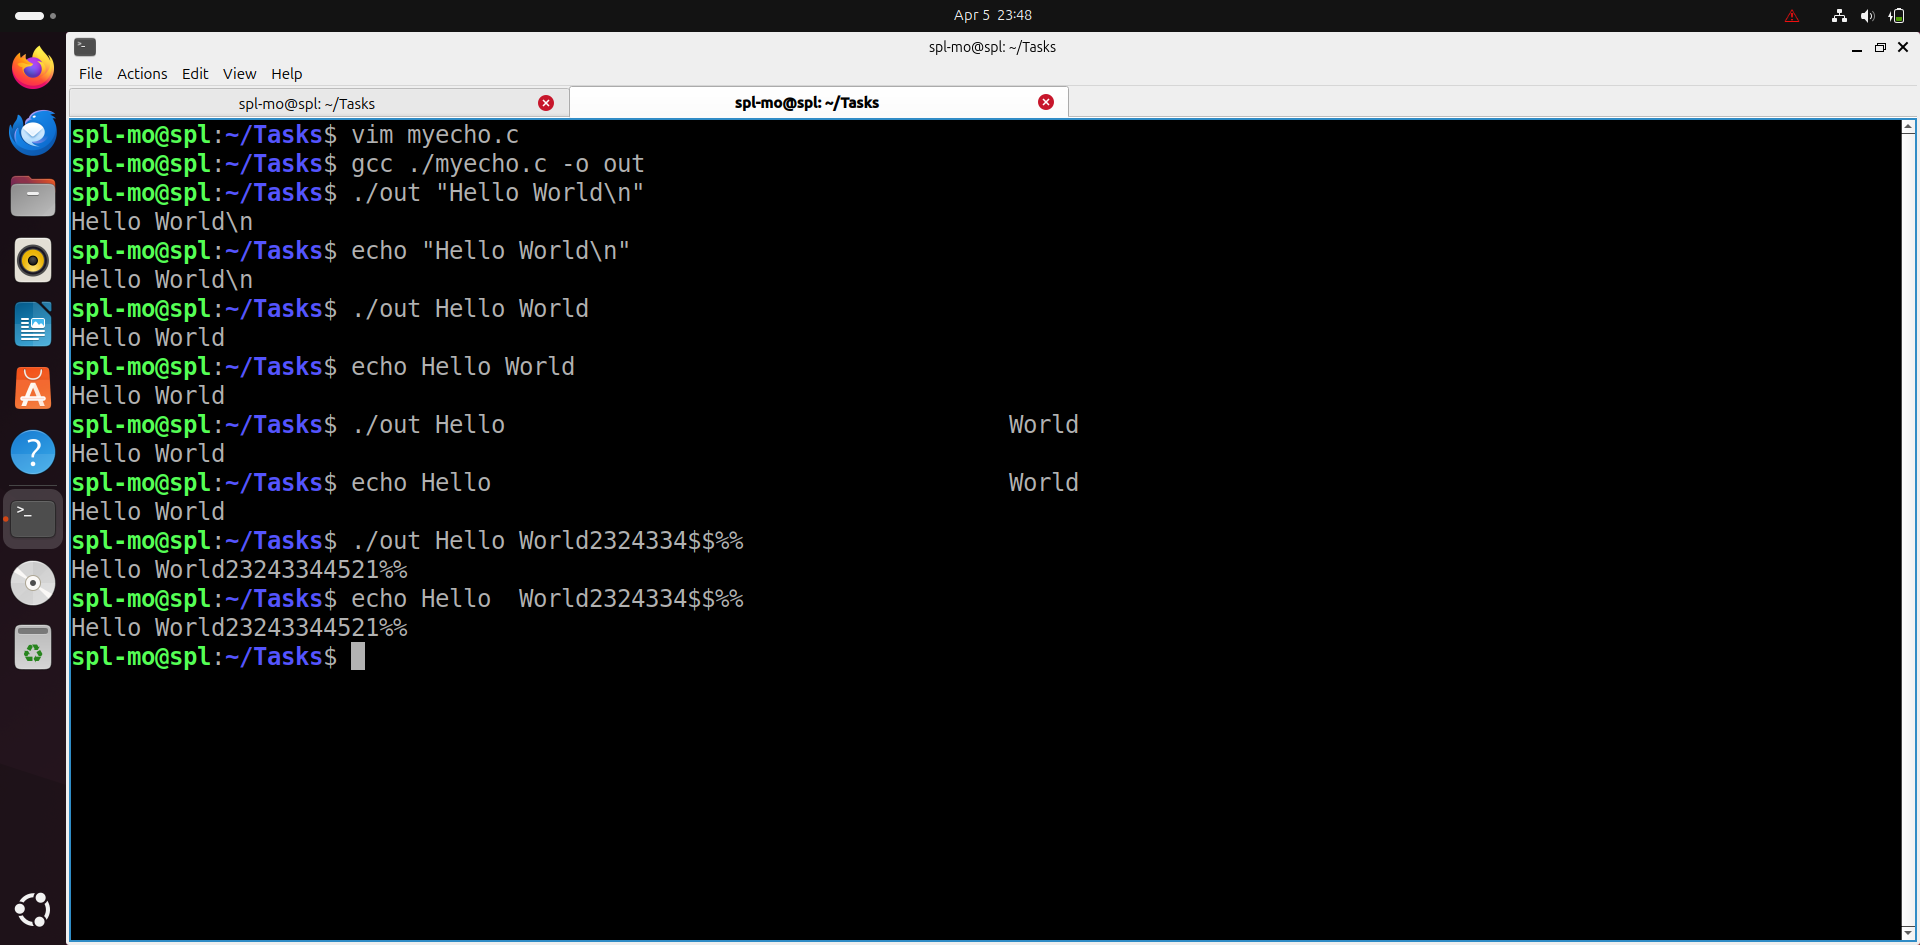 Apr 5 23:48
spl-mo@spl: ~/Tasks
File Actions Edit View Help
spl-mo@spl: ~/Tasks
spl-mo@spl: ~/Tasks
spl-mo@spl:~/Tasks$ vim myecho.c
spl-mo@spl:~/Tasks$ gcc ./myecho.c -o out
spl-mo@spl:~/Tasks$ ./out "Hello World\n"
Hello World\n
spl-mo@spl:~/Tasks$ echo "Hello World\n"
Hello World\n
spl-mo@spl:~/Tasks$ ./out Hello World
Hello World
spl-mo@spl:~/Tasks$ echo Hello World
Hello World
spl-mo@spl:~/Tasks$ ./out Hello                                    World
Hello World
spl-mo@spl:~/Tasks$ echo Hello                                     World
Hello World
spl-mo@spl:~/Tasks$ ./out Hello World2324334$$%%
Hello World23243344521%%
spl-mo@spl:~/Tasks$ echo Hello  World2324334$$%%
Hello World23243344521%%
spl-mo@spl:~/Tasks$